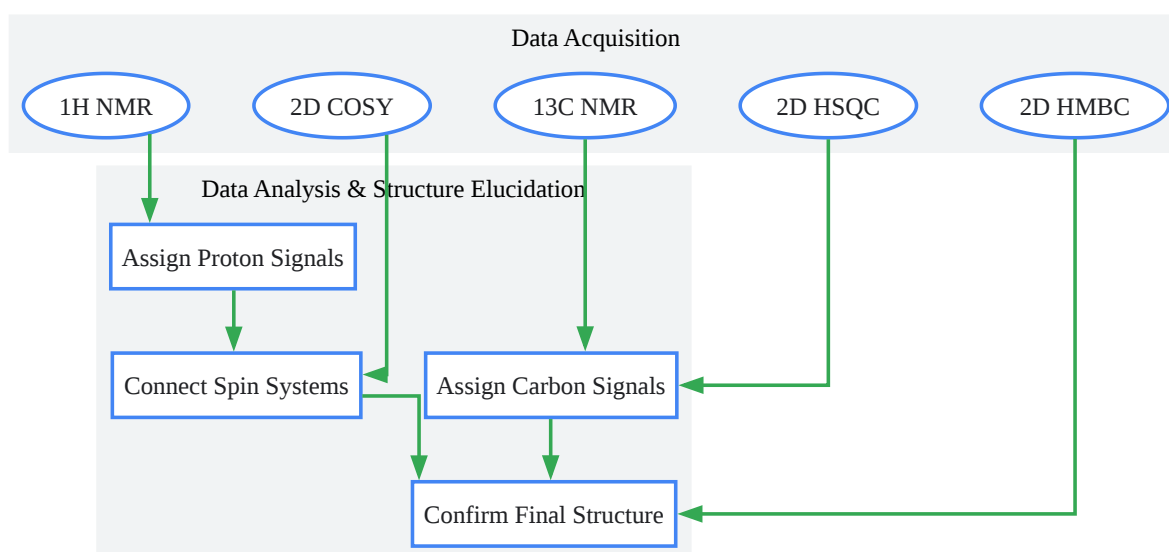 Data Acquisition
1H NMR
2D COSY
13C NMR
2D HSQC
2D HMBC
Data Analysis & Structure Elucidation
Assign Proton Signals
Connect Spin Systems
Assign Carbon Signals
Confirm Final Structure